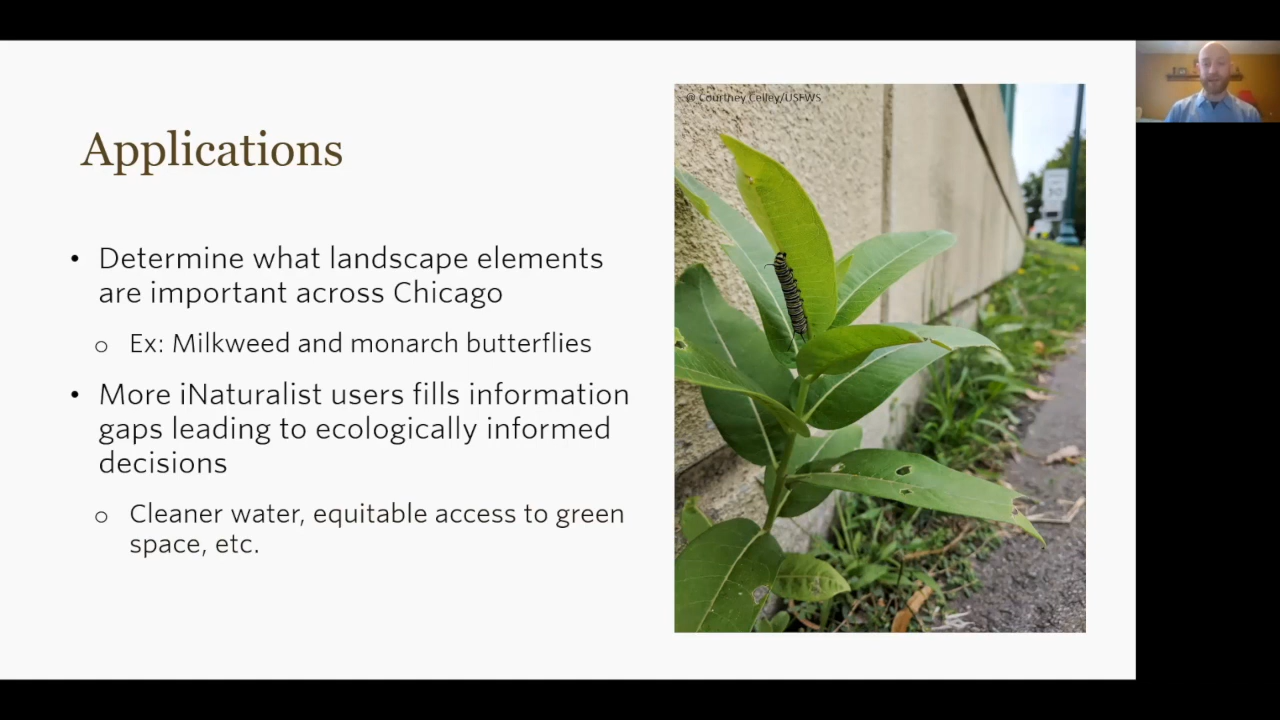 @ Courtney Celley/USFWS
Applications
• Determine what landscape elements
are important across Chicago
o Ex: Milkweed and monarch butterflies
• More iNaturalist users fills information
gaps leading to ecologically informed
decisions
o Cleaner water, equitable access to green
space, etc.